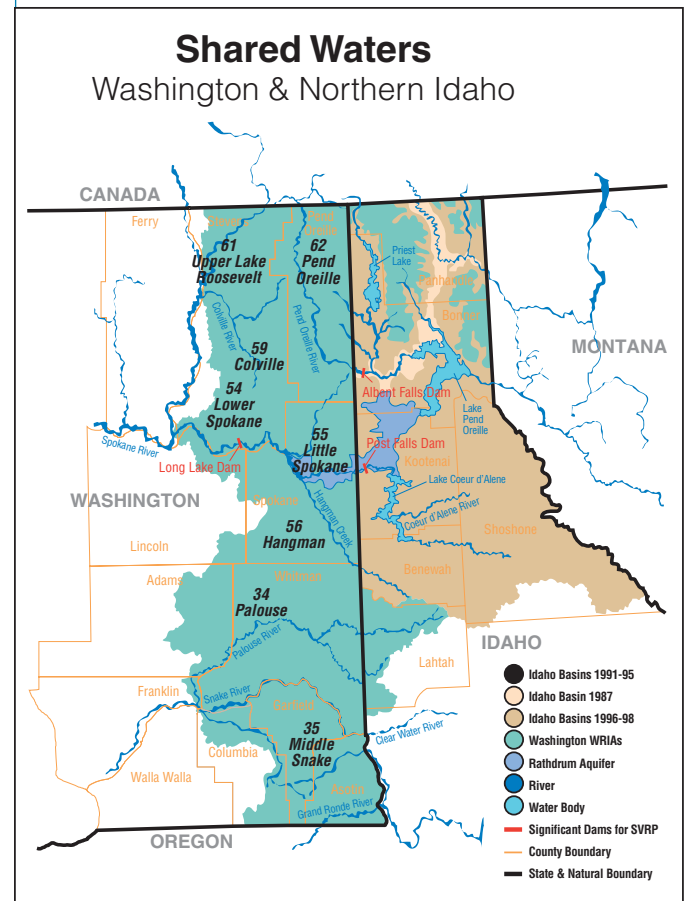 Shared Waters
Washington & Northern Idaho
CANADA
Ferry
Stevens
Pend
Oreille
61
Upper Lake
Roosevelt
62
Pend
Oreille
Priest
Lake
Panhandle
Bonner
Colville River
Pend Oreille River
MONTANA
59
Colville
54
Lower
Spokane
Albent Falls Dam
Lake
Pend
Oreille
Spokane River
Long Lake Dam
55
Little
Spokane
Post Falls Dam
Kootenai
Lake Coeur d'Alene
WASHINGTON
Spokane
Hangman Creek
Coeur d'Alene River
Shoshone
56
Hangman
Lincoln
Benewah
Adams
Whitman
34
Palouse
Palouse River
IDAHO
Lahtah
Franklin
Snake River
Garfield
35
Middle
Snake
Clear Water River
Columbia
Walla Walla
Asotin
Grand Ronde River
OREGON
Idaho Basins 1991-95
Idaho Basin 1987
Idaho Basins 1996-98
Washington WRIAs
Rathdrum Aquifer
River
Water Body
Significant Dams for SVRP
County Boundary
State & Natural Boundary